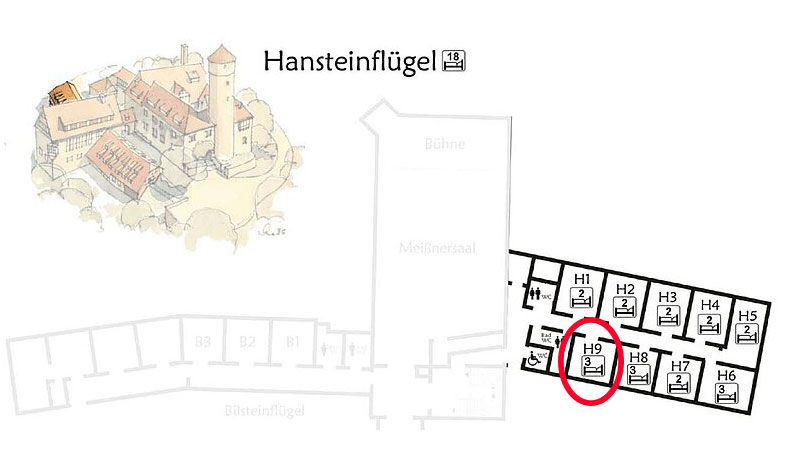 Hansteinflügel 18
Bühne
Meißnersaal
H1
2
H2
2
H3
2
H4
2
H5
2
WC
Bad
WC
WC
H9
3
H8
3
H7
2
H6
3
B3
B2
B1
Bilsteinflügel